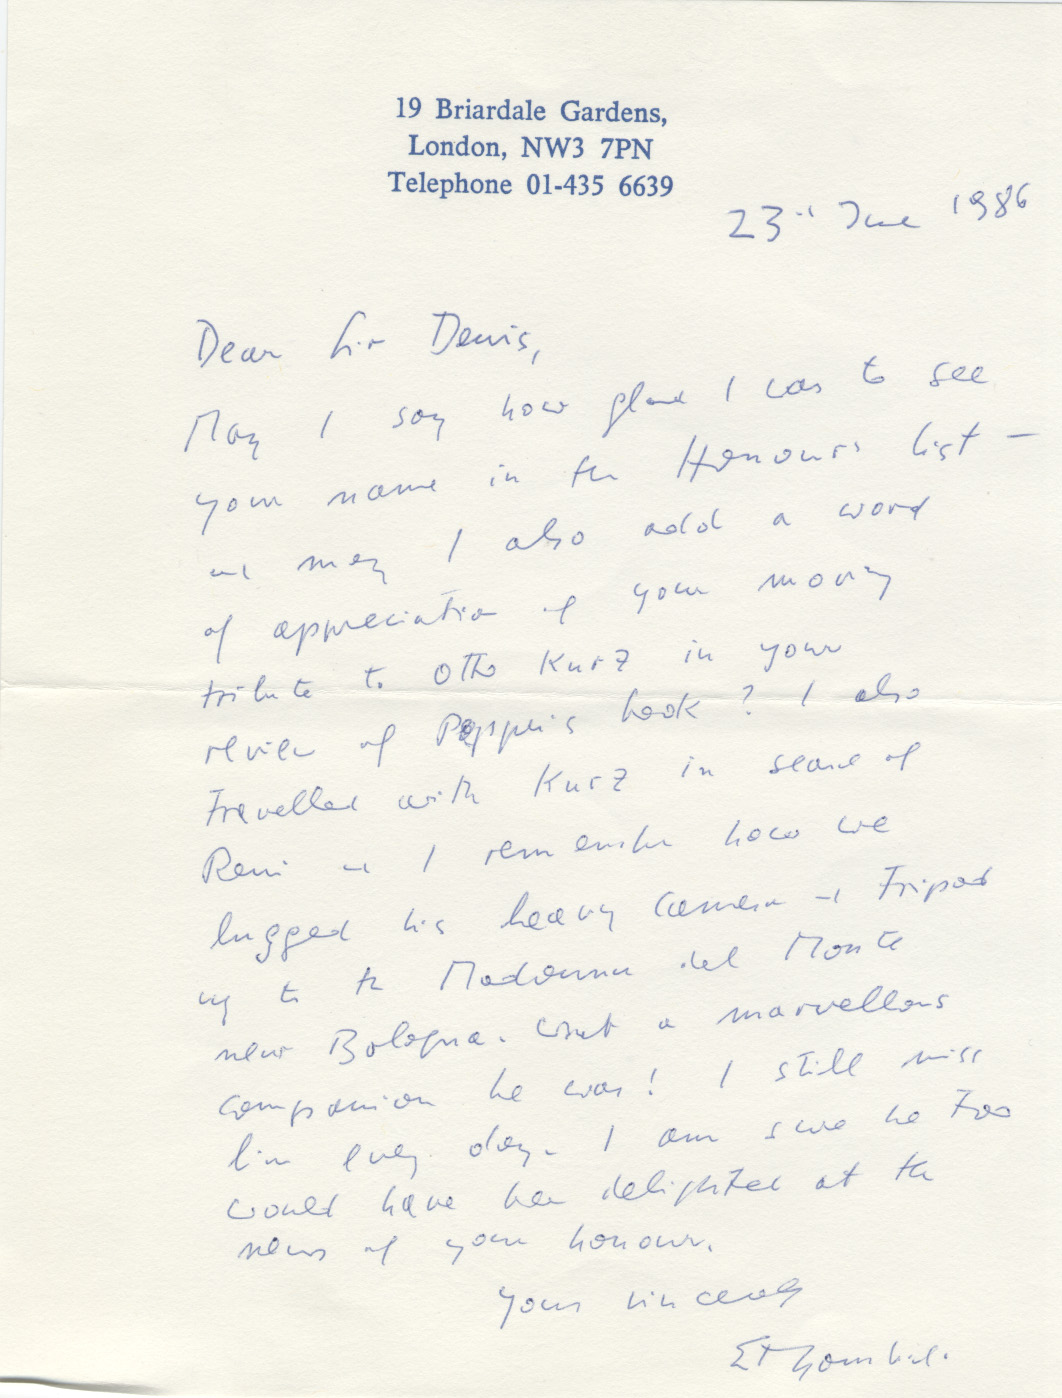 19 Briardale Gardens,
London, NW3 7PN
Telephone 01-435 6639
23rd June 1986
Dear Sir Denis,
May I say how glad I was to see
your name in the Honours list –
and may I also add a word
of appreciation of your moving
tribute to Otto Kurz in your
review of Pepper's book? I also
travelled with Kurz in search of
Reni and I remember how we
lugged his heavy camera and tripod
up to the Madonna del Monte
near Bologna. What a marvellous
companion he was! I still miss
him every day. I am sure he too
would have been delighted at the
news of your honour.
Yours sincerely
EHGombrich.